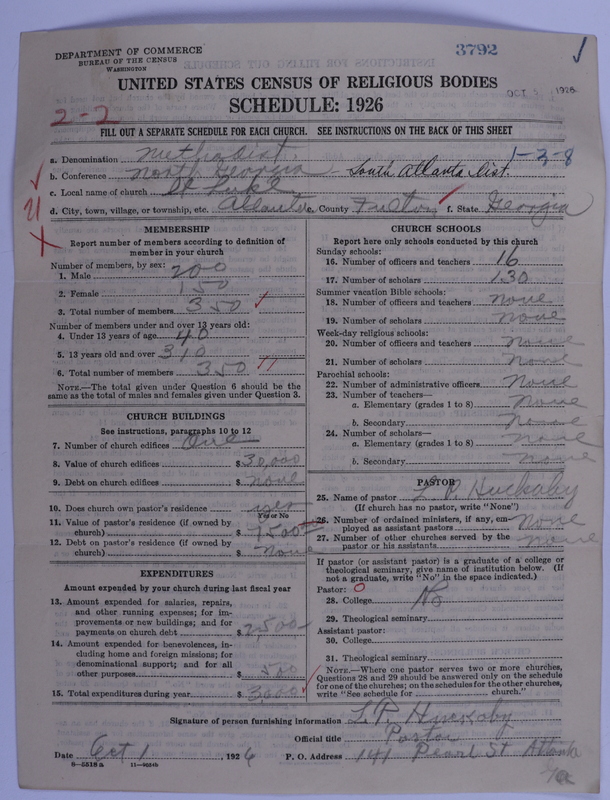 DEPARTMENT OF COMMERCE
BUREAU OF THE CENSUS
WASHINGTON
3792
UNITED STATES CENSUS OF RELIGIOUS BODIES
SCHEDULE: 1926
OCT 1926
2-2
FILL OUT A SEPARATE SCHEDULE FOR EACH CHURCH. SEE INSTRUCTIONS ON THE BACK OF THIS SHEET
1-3-8
a. Denomination Methodist
b. Conference North Georgia - South Atlanta Dist.
c. Local name of church St Luke
d. City, town, village, or township, etc. Atlanta e. County Fulton f. State Georgia
MEMBERSHIP
Report number of members according to definition of member in your church
Number of members, by sex:
1. Male 200
2. Female 150
3. Total number of members 350
Number of members under and over 13 years old:
4. Under 13 years of age 40
5. 13 years old and over 310
6. Total number of members 350
NOTE.—The total given under Question 6 should be the same as the total of males and females given under Question 3.
CHURCH BUILDINGS
See instructions, paragraphs 10 to 12
7. Number of church edifices One
8. Value of church edifices $ 30,000
9. Debt on church edifices $ none
10. Does church own pastor's residence yes
Yes or No
11. Value of pastor's residence (if owned by church) $ 7500
12. Debt on pastor's residence (if owned by church) $ None
EXPENDITURES
Amount expended by your church during last fiscal year
13. Amount expended for salaries, repairs, and other running expenses; for improvements or new buildings; and for payments on church debt $ 2500
14. Amount expended for benevolences, including home and foreign missions; for denominational support; and for all other purposes $ 500
15. Total expenditures during year $ 3000
CHURCH SCHOOLS
Report here only schools conducted by this church
Sunday schools:
16. Number of officers and teachers 16
17. Number of scholars 130
Summer vacation Bible schools:
18. Number of officers and teachers none
19. Number of scholars none
Week-day religious schools:
20. Number of officers and teachers none
21. Number of scholars None
Parochial schools:
22. Number of administrative officers None
23. Number of teachers—
a. Elementary (grades 1 to 8) None
b. Secondary None
24. Number of scholars—
a. Elementary (grades 1 to 8) none
b. Secondary none
PASTOR
25. Name of pastor L P Huckaby
(If church has no pastor, write "None")
26. Number of ordained ministers, if any, employed as assistant pastors None
27. Number of other churches served by the pastor or his assistants None
If pastor (or assistant pastor) is a graduate of a college or theological seminary, give name of institution below. (If not a graduate, write "No" in the space indicated.)
Pastor: O
28. College No
29. Theological seminary
Assistant pastor:
30. College
31. Theological seminary
NOTE.—Where one pastor serves two or more churches, Questions 28 and 29 should be answered only on the schedule for one of the churches; on the schedules for the other churches, write "See schedule for church."
Signature of person furnishing information L. P. Huckaby
Official title Pastor
Date Oct 1, 1926 P. O. Address 141 Pearl St Atlanta
Ga
8-5518a 11-9024b